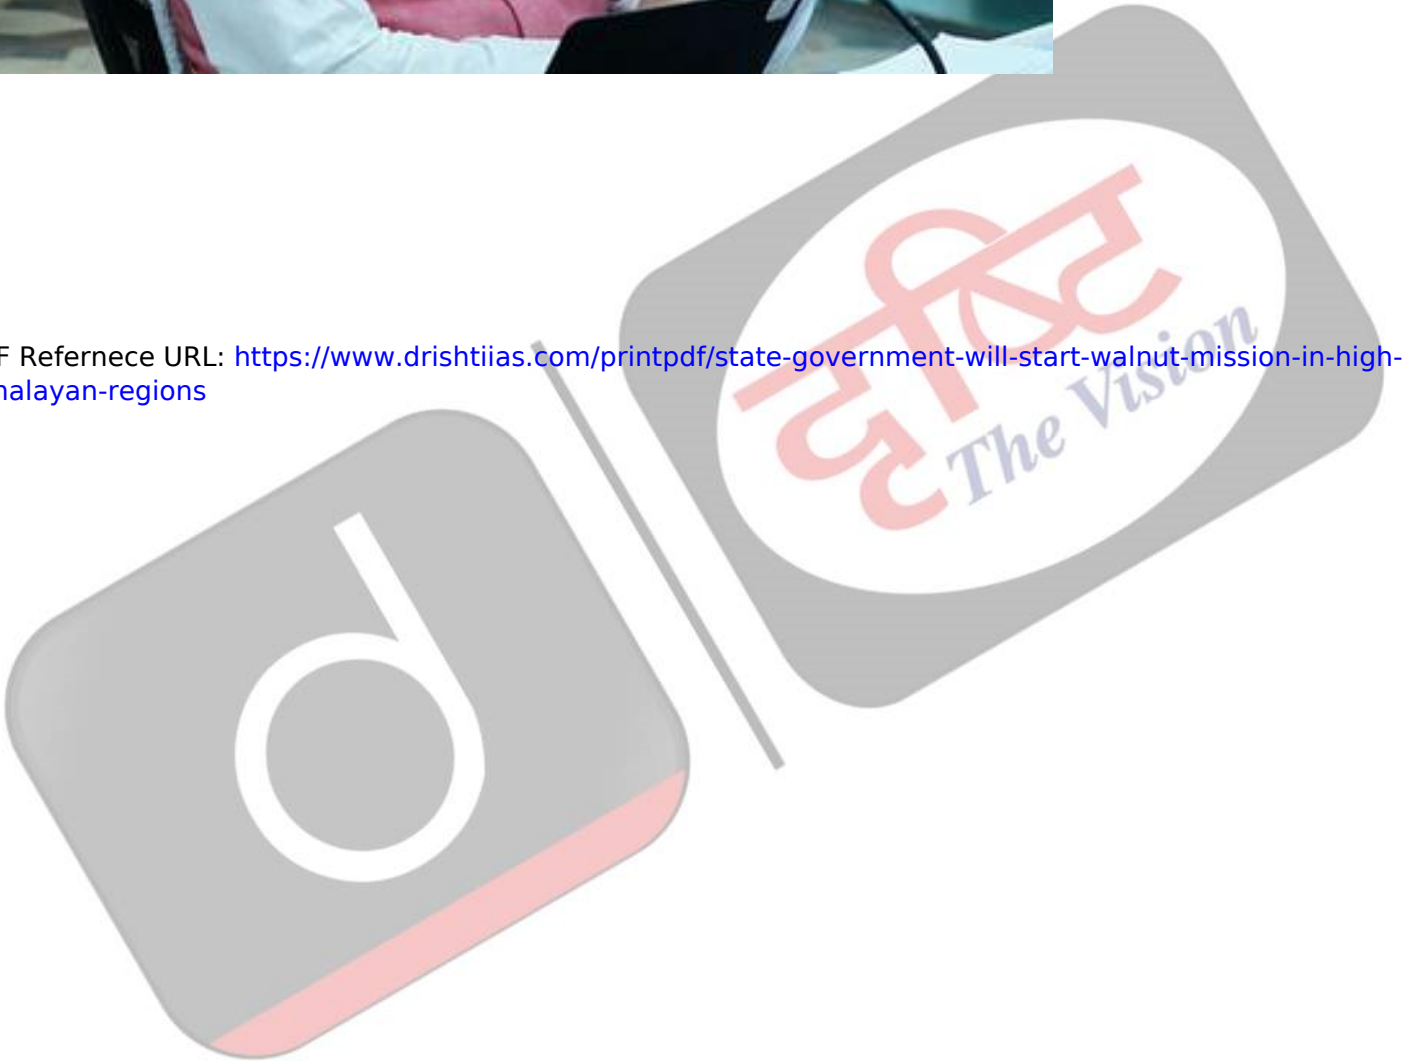 F Refernece URL: https://www.drishtiias.com/printpdf/state-government-will-start-walnut-mission-in-high-
nalayan-regions
दृष्टि
The Vision
d